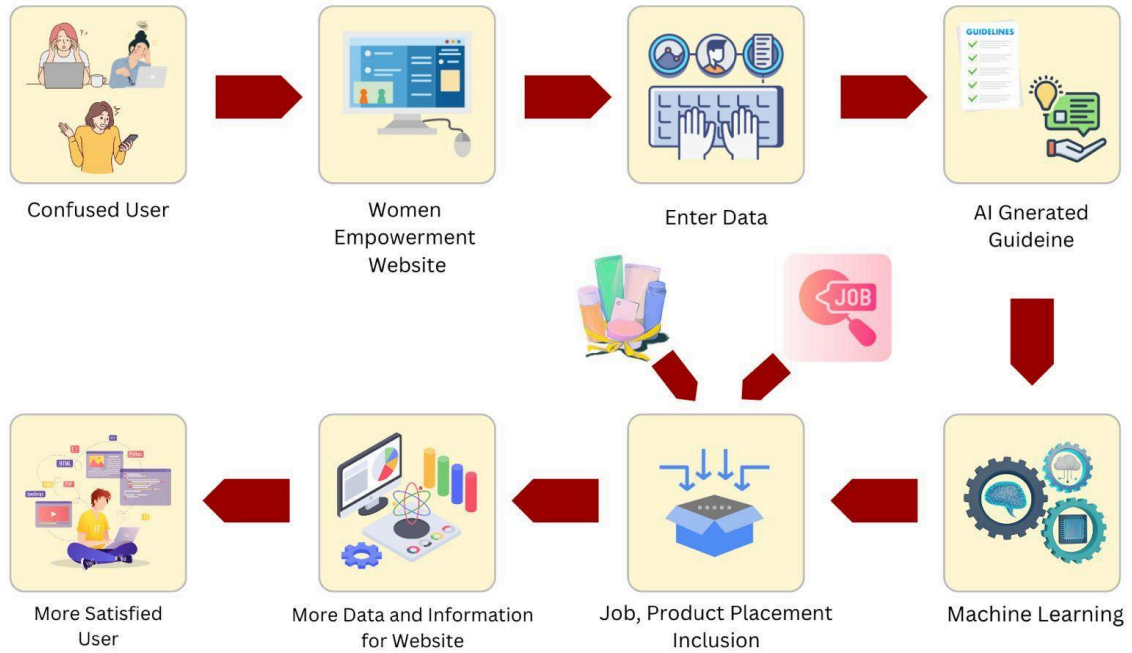 GUIDELINES
Confused User
Women
Empowerment
Website
Enter Data
AI Gnerated
Guideine
JOB
HTML
More Satisfied
User
More Data and Information
for Website
Job, Product Placement
Inclusion
Machine Learning